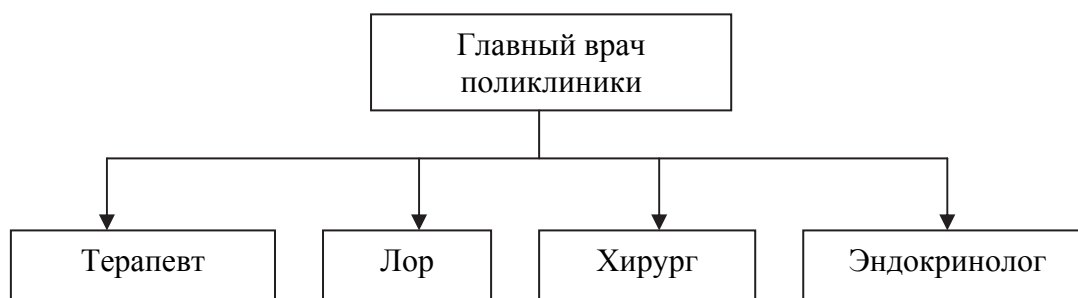 Главный врач
поликлиники
Терапевт
Лор
Хирург
Эндокринолог